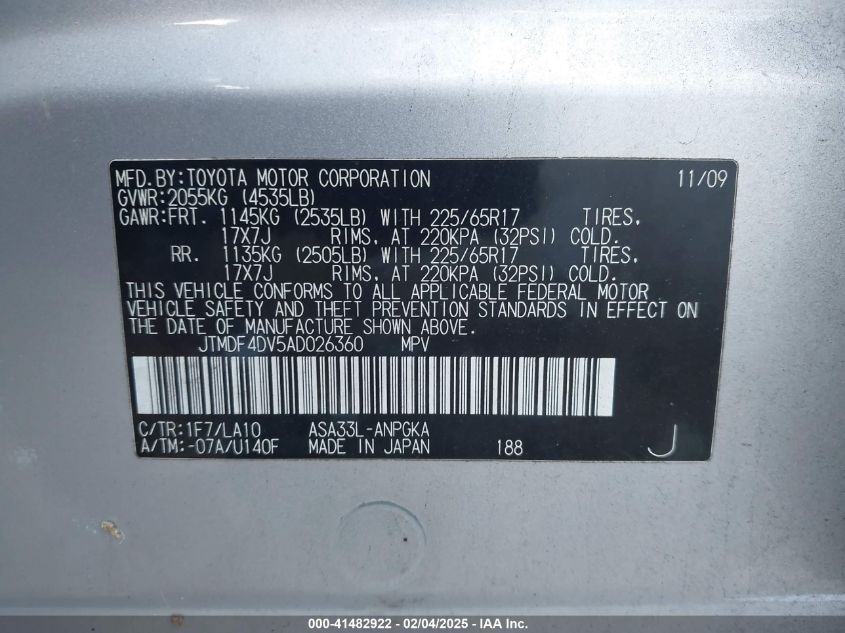 MFD.BY:TOYOTA MOTOR CORPORATION 11/09
GVWR:2055KG (4535LB)
GAWR:FRT. 1145KG (2535LB) WITH 225/65R17 TIRES,
17X7J RIMS, AT 220KPA (32PSI) COLD.
RR. 1135KG (2505LB) WITH 225/65R17 TIRES,
17X7J RIMS, AT 220KPA (32PSI) COLD.
THIS VEHICLE CONFORMS TO ALL APPLICABLE FEDERAL MOTOR
VEHICLE SAFETY AND THEFT PREVENTION STANDARDS IN EFFECT ON
THE DATE OF MANUFACTURE SHOWN ABOVE.
JTMDF4DV5AD026360 MPV
C/TR:1F7/LA10 ASA33L-ANPGKA
A/TM:-07A/U140F MADE IN JAPAN 188 J
000-41482922 - 02/04/2025 - IAA Inc.